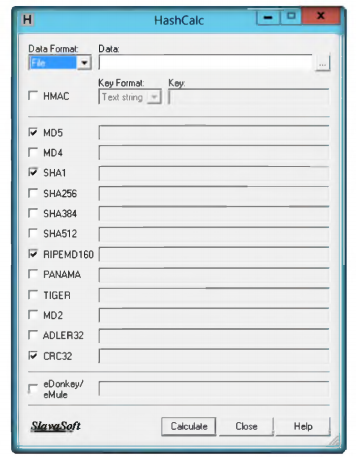 H HashCalc
Data Format: Data:
File ...
Key Format: Key:
HMAC Text string
MD5
MD4
SHA1
SHA256
SHA384
SHA512
RIPEMD160
PANAMA
TIGER
MD2
ADLER32
CRC32
eDonkey/
eMule
SlavaSoft Calculate Close Help